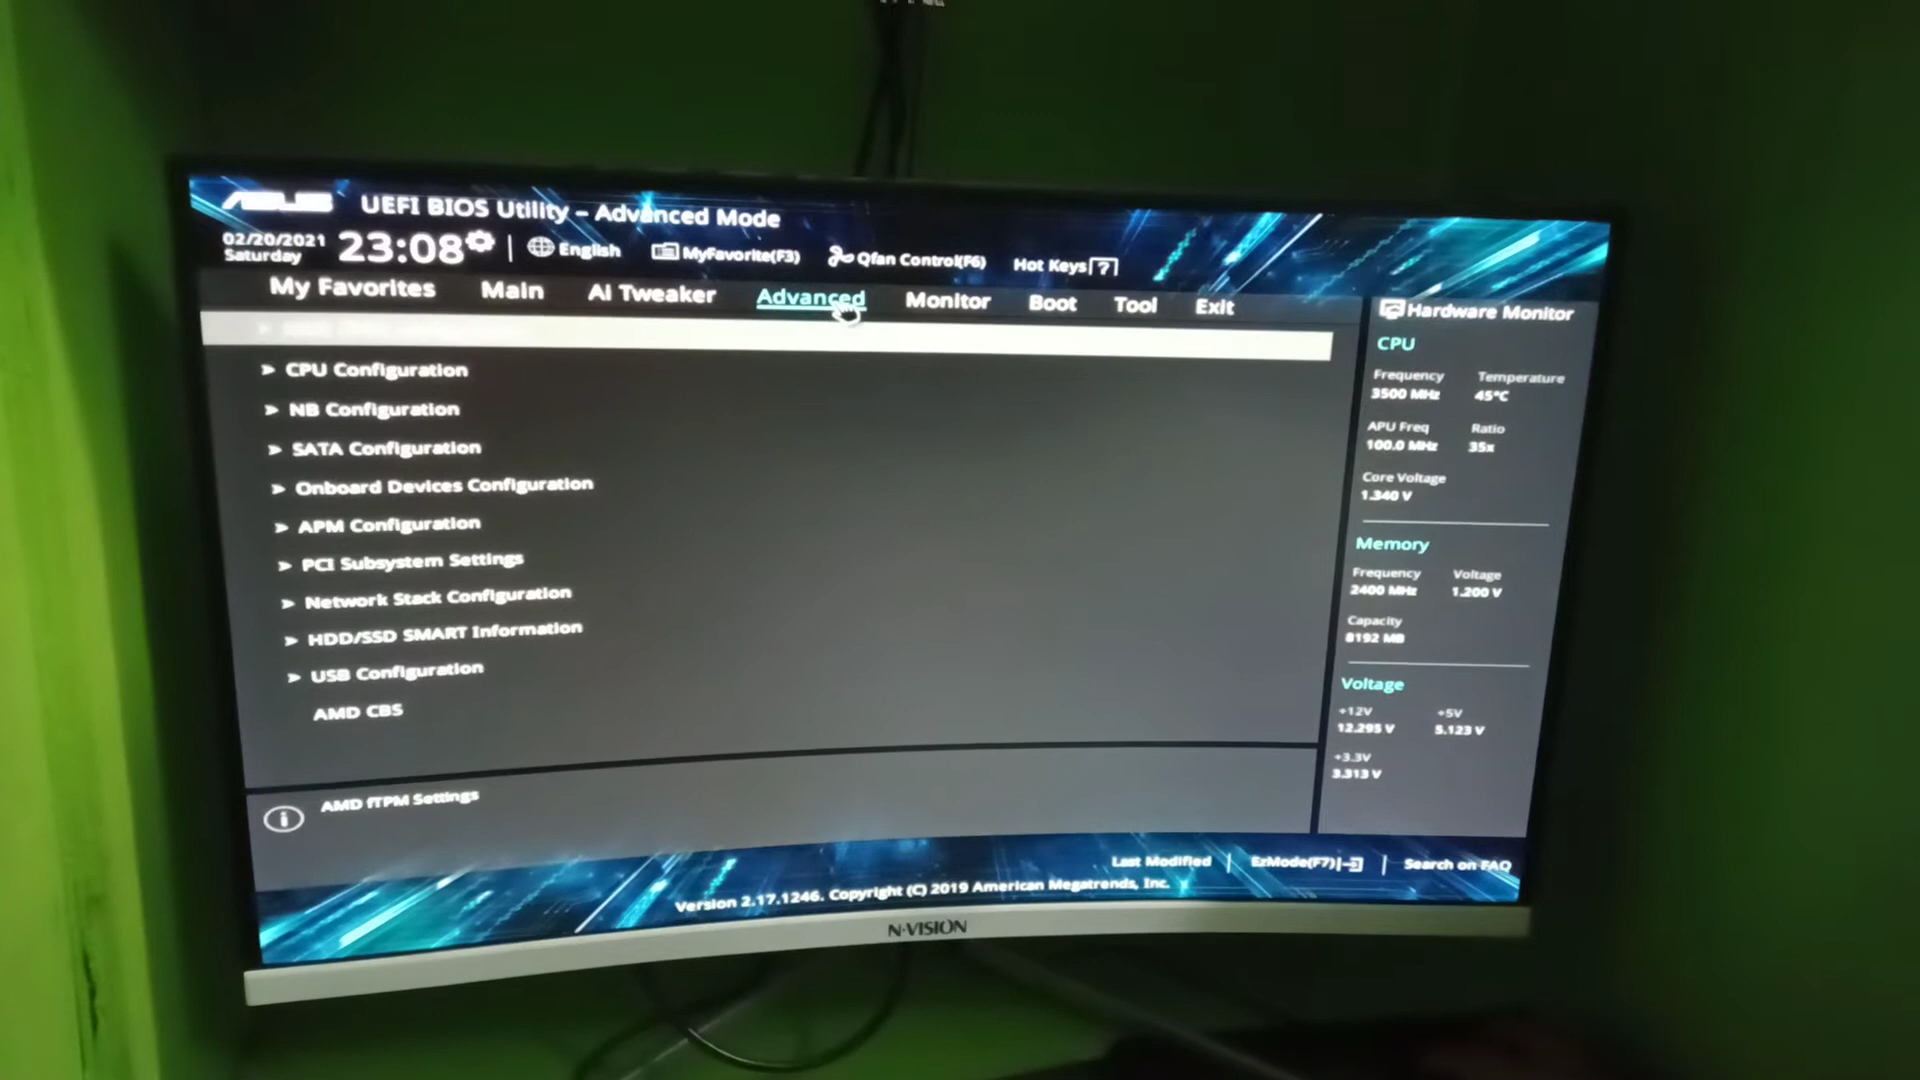 ASUS UEFI BIOS Utility – Advanced Mode
02/20/2021
Saturday
23:08
English
MyFavorite(F3)
Qfan Control(F6)
Hot Keys ?
My Favorites
Main
Ai Tweaker
Advanced
Monitor
Boot
Tool
Exit
> CPU Configuration
> NB Configuration
> SATA Configuration
> Onboard Devices Configuration
> APM Configuration
> PCI Subsystem Settings
> Network Stack Configuration
> HDD/SSD SMART Information
> USB Configuration
AMD CBS
i AMD fTPM Settings
Hardware Monitor
CPU
Frequency Temperature
3500 MHz 45°C
APU Freq Ratio
100.0 MHz 35x
Core Voltage
1.340 V
Memory
Frequency Voltage
2400 MHz 1.200 V
Capacity
8192 MB
Voltage
+12V +5V
12.295 V 5.123 V
+3.3V
3.313 V
Last Modified
EzMode(F7)
Search on FAQ
Version 2.17.1246. Copyright (C) 2019 American Megatrends, Inc.
N·VISION